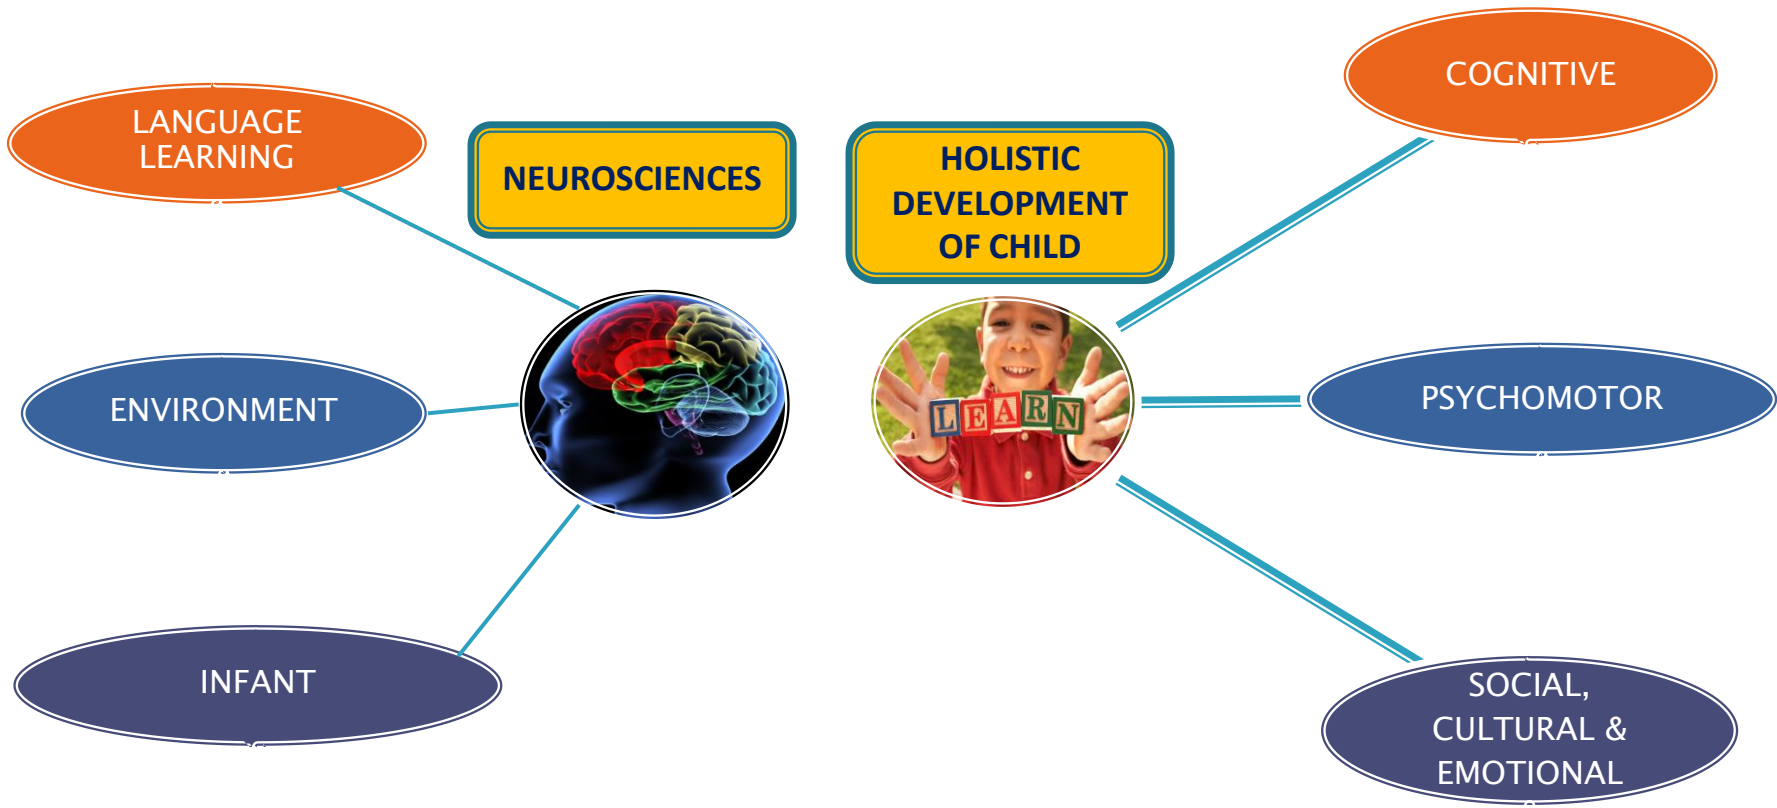 LANGUAGE
LEARNING
ENVIRONMENT
INFANT
NEUROSCIENCES
HOLISTIC
DEVELOPMENT
OF CHILD
LEARN
COGNITIVE
PSYCHOMOTOR
SOCIAL,
CULTURAL &
EMOTIONAL